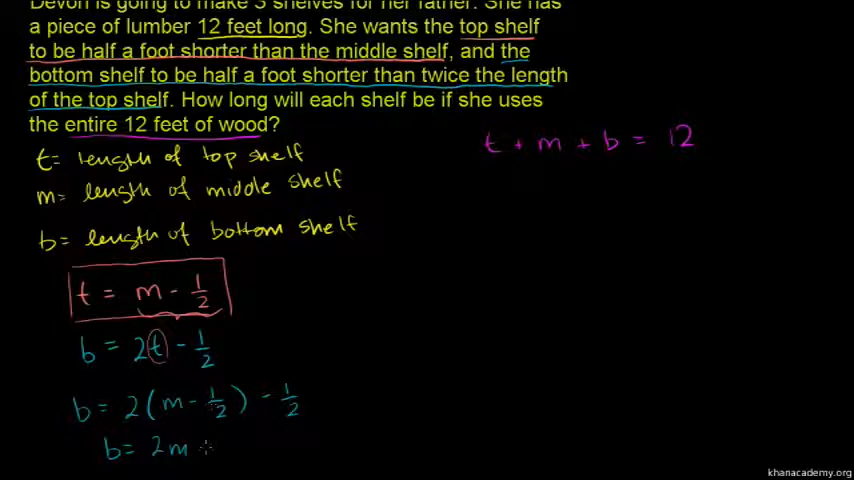 Devon is going to make 3 shelves for her father. She has
a piece of lumber 12 feet long. She wants the top shelf
to be half a foot shorter than the middle shelf, and the
bottom shelf to be half a foot shorter than twice the length
of the top shelf. How long will each shelf be if she uses
the entire 12 feet of wood?
t + m + b = 12
t= length of top shelf
m= length of middle shelf
b= length of bottom shelf
t = m - 1/2
b = 2t - 1/2
b = 2(m - 1/2) - 1/2
b= 2m
khanacademy.org